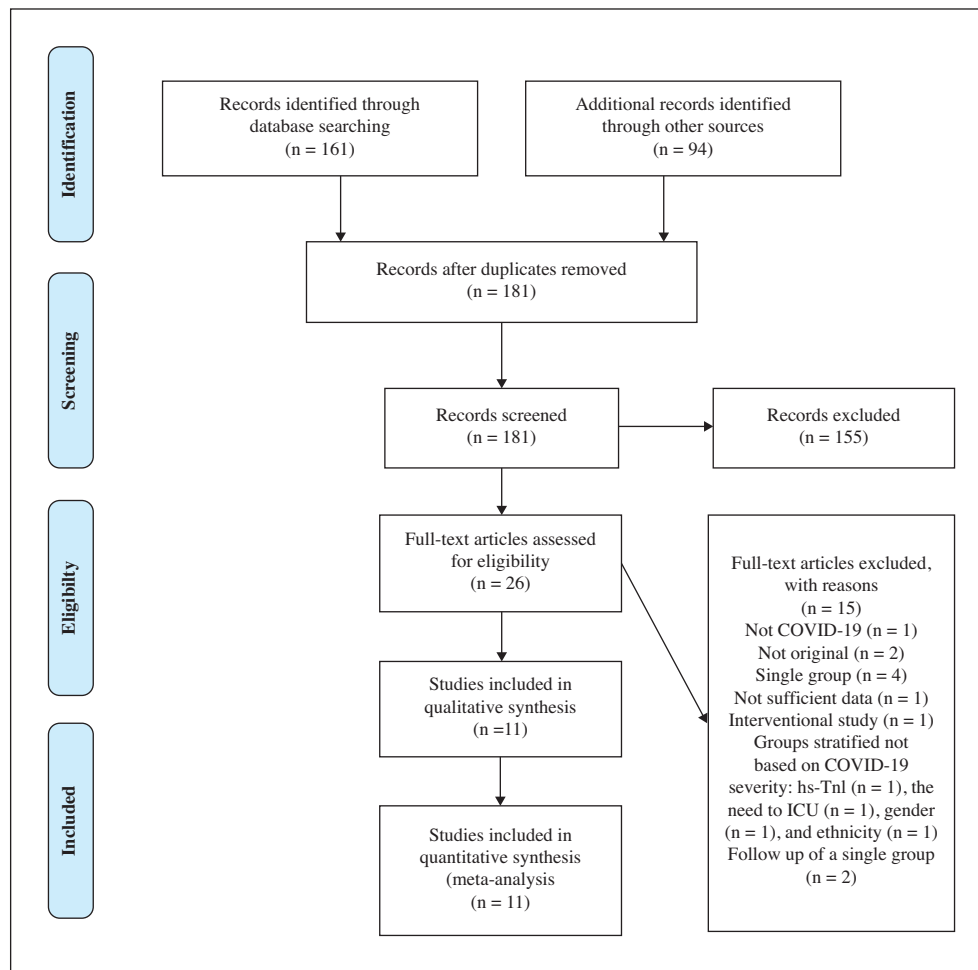 Identification
Records identified through
database searching
(n = 161)
Additional records identified
through other sources
(n = 94)
Records after duplicates removed
(n = 181)
Screening
Records screened
(n = 181)
Records excluded
(n = 155)
Eligibilty
Full-text articles assessed
for eligibility
(n = 26)
Full-text articles excluded,
with reasons
(n = 15)
Not COVID-19 (n = 1)
Not original (n = 2)
Single group (n = 4)
Not sufficient data (n = 1)
Interventional study (n = 1)
Groups stratified not
based on COVID-19
severity: hs-Tnl (n = 1), the
need to ICU (n = 1), gender
(n = 1), and ethnicity (n = 1)
Follow up of a single group
(n = 2)
Studies included in
qualitative synthesis
(n =11)
Included
Studies included in
quantitative synthesis
(meta-analysis
(n = 11)